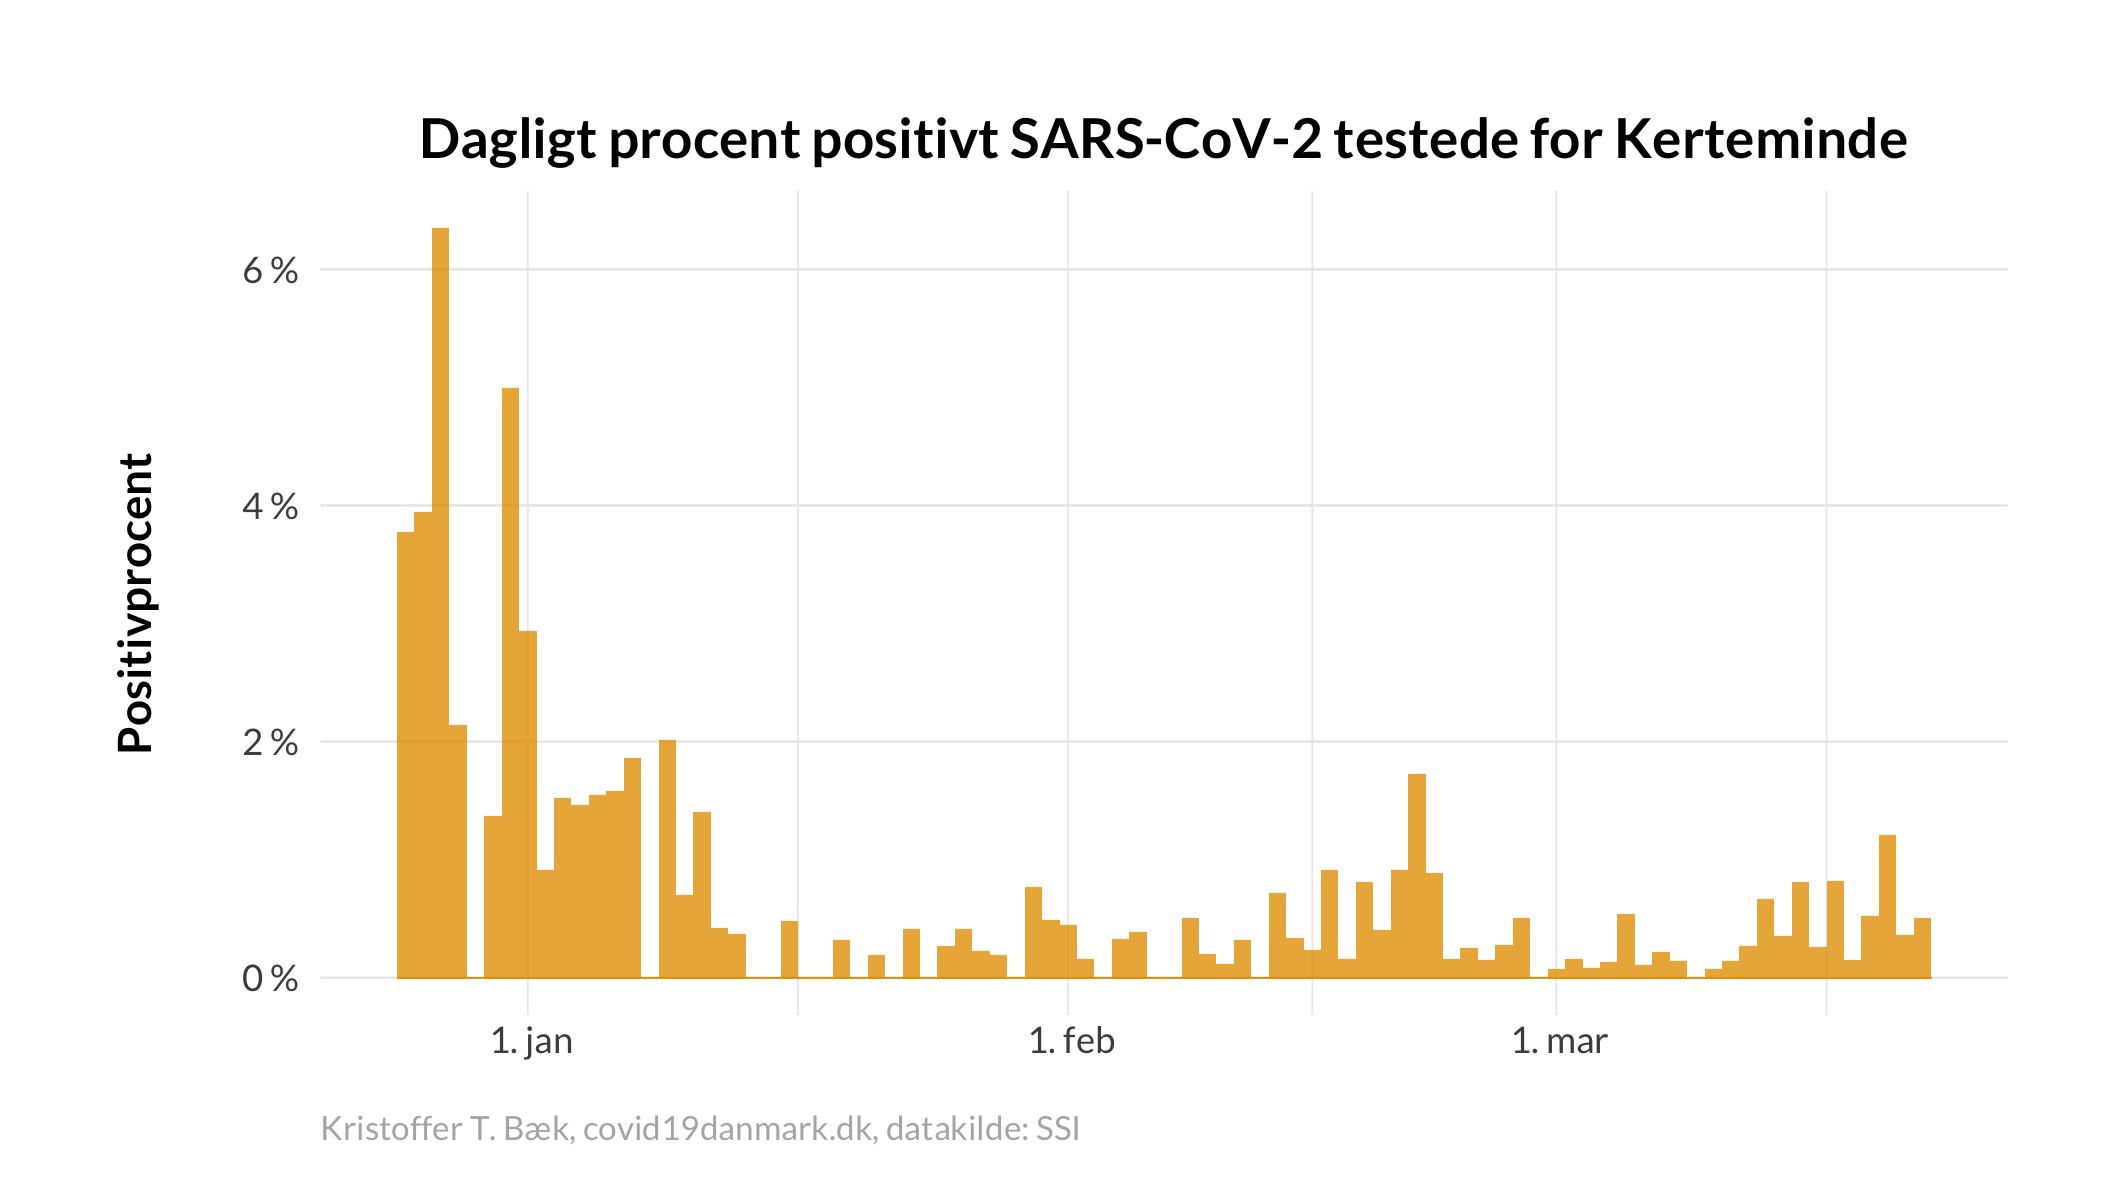 Dagligt procent positivt SARS-CoV-2 testede for Kerteminde
Positivprocent
6 %
4 %
2 %
0 %
1. jan
1. feb
1. mar
Kristoffer T. Bæk, covid19danmark.dk, datakilde: SSI